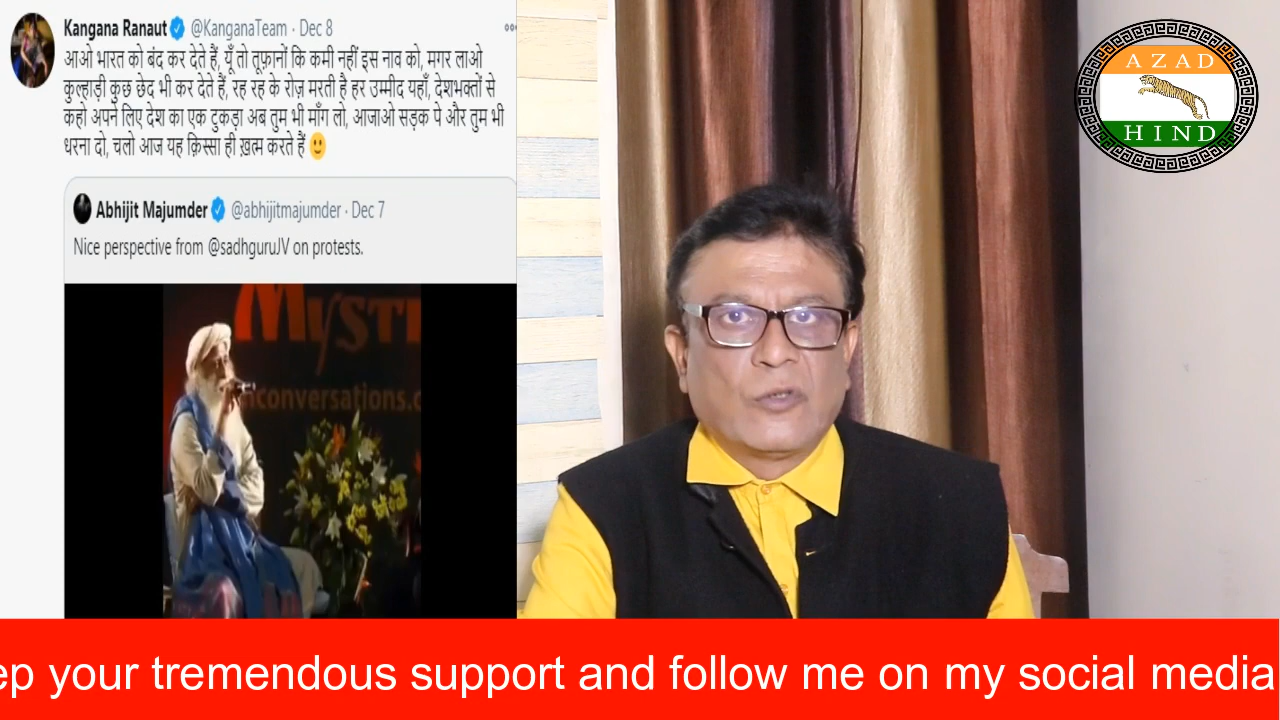 Kangana Ranaut @KanganaTeam · Dec 8
आओ भारत को बंद कर देते हैं, यूँ तो तूफ़ानों कि कमी नहीं इस नाव को, मगर लाओ
कुल्हाड़ी कुछ छेद भी कर देते हैं, रह रह के रोज़ मरती है हर उम्मीद यहाँ, देशभक्तों से
कहो अपने लिए देश का एक टुकड़ा अब तुम भी माँग लो, आजाओ सड़क पे और तुम भी
धरना दो, चलो आज यह क़िस्सा ही ख़त्म करते हैं 🙂
Abhijit Majumder @abhijitmajumder · Dec 7
Nice perspective from @sadhguruJV on protests.
MYSTI
nconversations.c
AZAD
HIND
ep your tremendous support and follow me on my social media